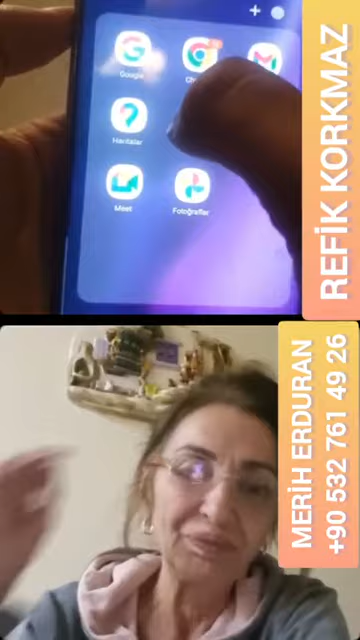 Google
Haritalar
Meet
Fotoğraflar
REFİK KORKMAZ
MERİH ERDURAN
+90 532 761 49 26